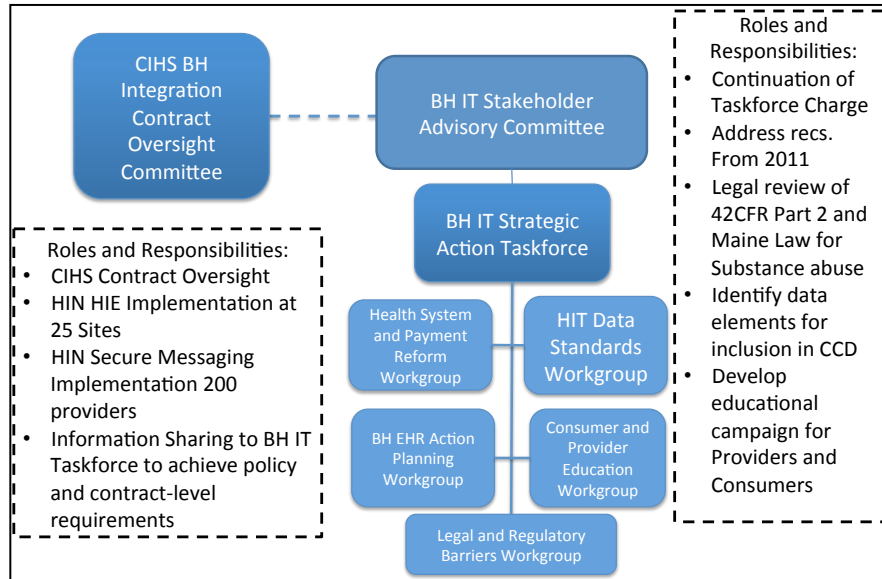 CIHS BH
Integration
Contract
Oversight
Committee
BH IT Stakeholder
Advisory Committee
BH IT Strategic
Action Taskforce
Health System
and Payment
Reform
Workgroup
HIT Data
Standards
Workgroup
BH EHR Action
Planning
Workgroup
Consumer and
Provider
Education
Workgroup
Legal and Regulatory
Barriers Workgroup
Roles and Responsibilities:
• CIHS Contract Oversight
• HIN HIE Implementation at
25 Sites
• HIN Secure Messaging
Implementation 200
providers
• Information Sharing to BH IT
Taskforce to achieve policy
and contract-level
requirements
Roles and
Responsibilities:
• Continuation of
Taskforce Charge
• Address recs.
From 2011
• Legal review of
42CFR Part 2 and
Maine Law for
Substance abuse
• Identify data
elements for
inclusion in CCD
• Develop
educational
campaign for
Providers and
Consumers